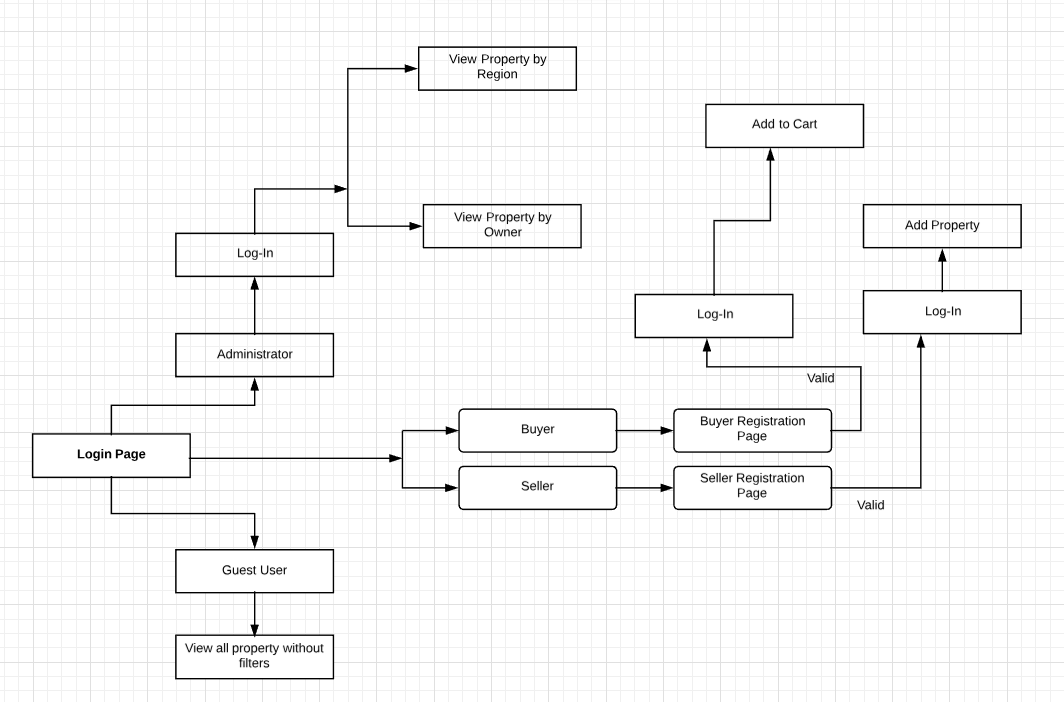 View Property by
Region
Add to Cart
View Property by
Owner
Add Property
Log-In
Log-In
Log-In
Administrator
Valid
Buyer
Buyer Registration
Page
Login Page
Seller
Seller Registration
Page
Valid
Guest User
View all property without
filters